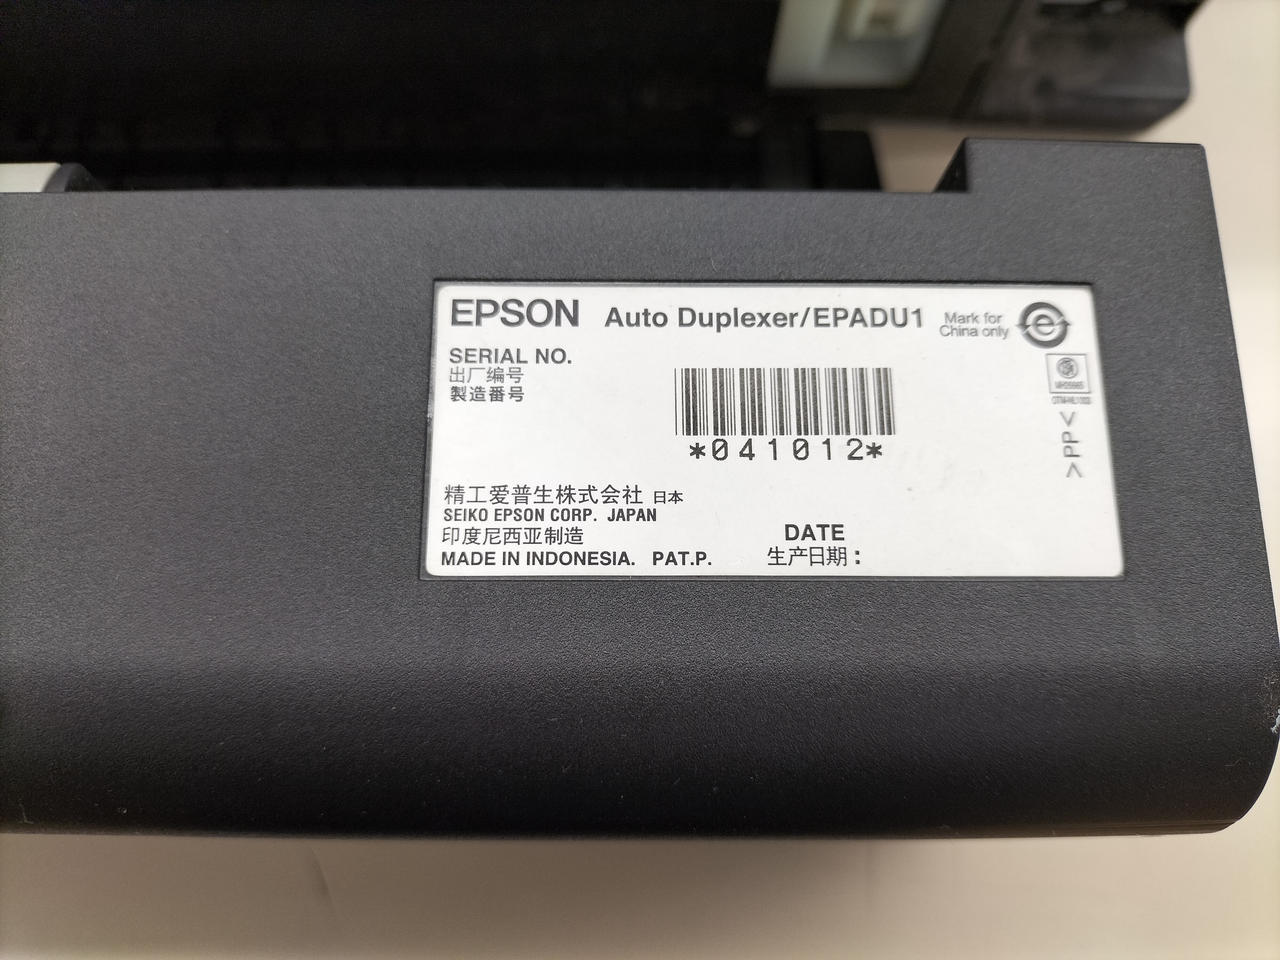 EPSON Auto Duplexer/EPADU1
Mark for
China only
SERIAL NO.
出厂编号
製造番号
*041012*
>PP<
精工爱普生株式会社 日本
SEIKO EPSON CORP. JAPAN
印度尼西亚制造
MADE IN INDONESIA. PAT.P.
DATE
生产日期：